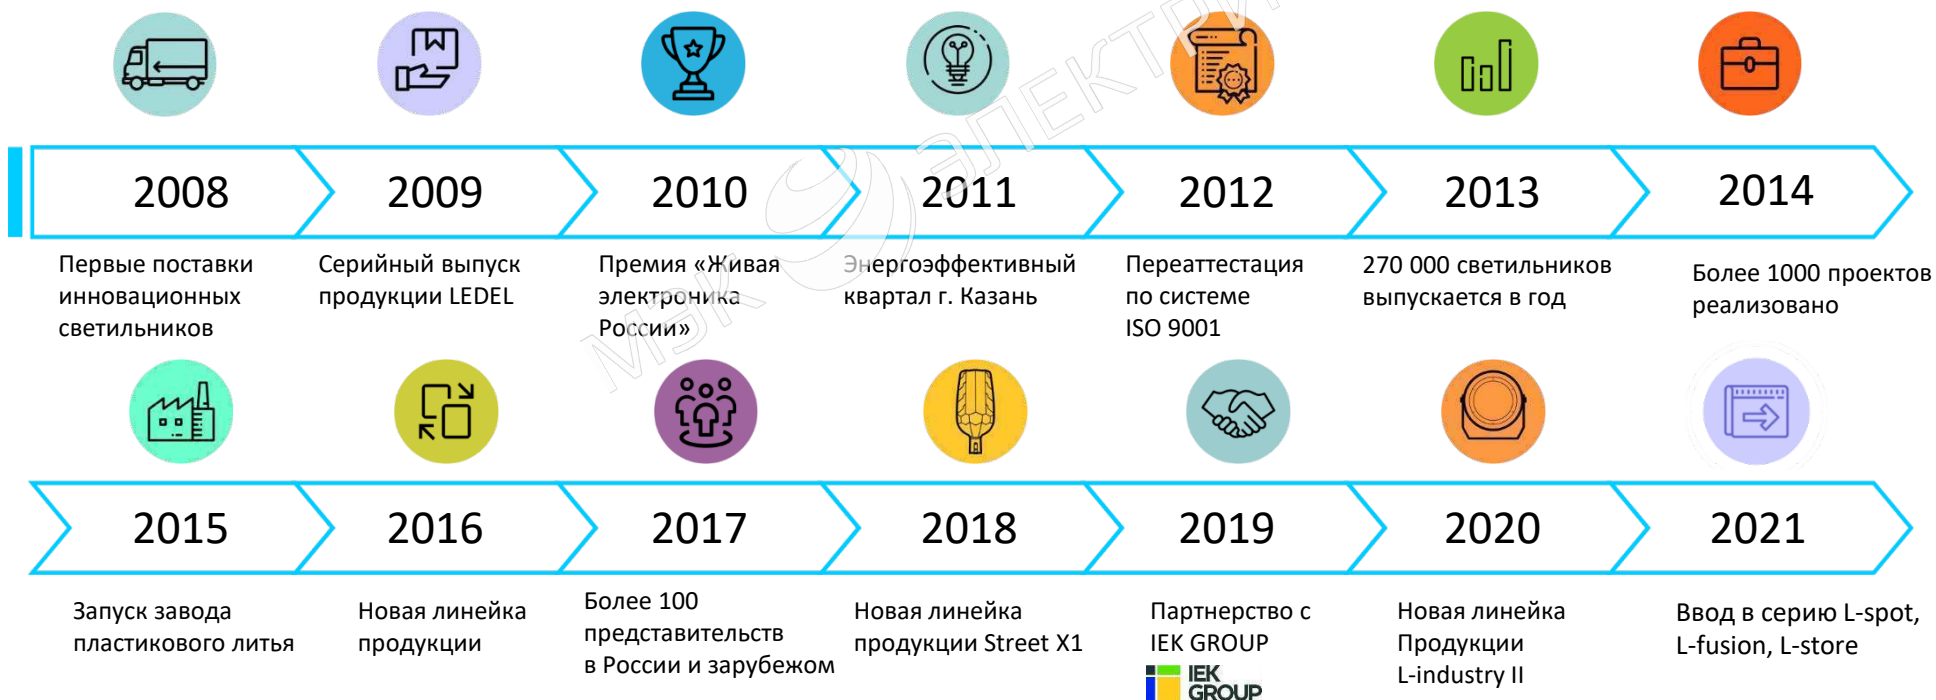 2008
2009
2010
2011
2012
2013
2014
Первые поставки
инновационных
светильников
Серийный выпуск
продукции LEDEL
Премия «Живая
электроника
России»
Энергоэффективный
квартал г. Казань
Переаттестация
по системе
ISO 9001
270 000 светильников
выпускается в год
Более 1000 проектов
реализовано
2015
2016
2017
2018
2019
2020
2021
Запуск завода
пластикового литья
Новая линейка
продукции
Более 100
представительств
в России и зарубежом
Новая линейка
продукции Street X1
Партнерство с
IEK GROUP
IEK
GROUP
Новая линейка
Продукции
L-industry II
Ввод в серию L-spot,
L-fusion, L-store
МЭК